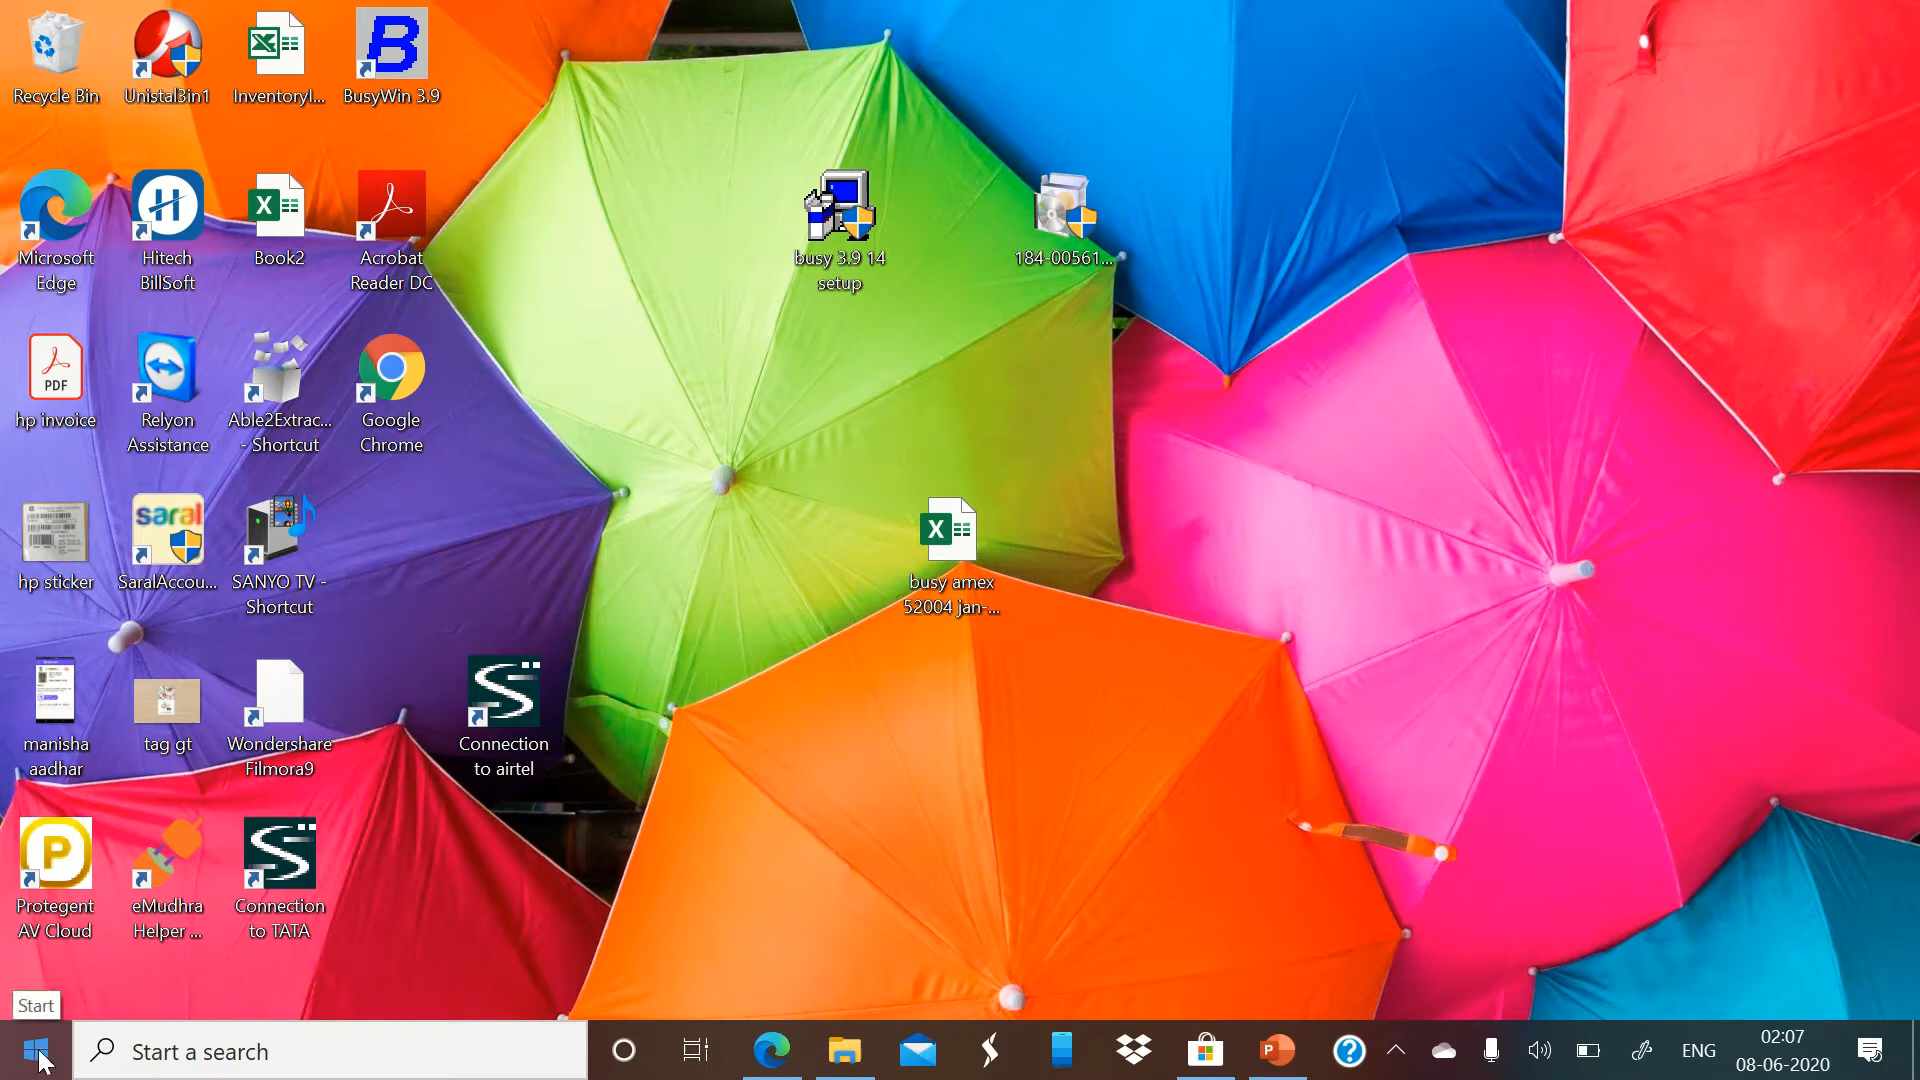 Recycle Bin
Unistal3in1
InventoryI...
BusyWin 3.9
Microsoft
Edge
Hitech
BillSoft
Book2
Acrobat
Reader DC
busy 3.9 14
setup
184-00561...
PDF
hp invoice
Relyon
Assistance
Able2Extrac...
- Shortcut
Google
Chrome
hp sticker
saral
SaralAccou...
SANYO TV -
Shortcut
busy amex
52004 jan-...
manisha
aadhar
tag gt
Wondershare
Filmora9
Connection
to airtel
Protegent
AV Cloud
eMudhra
Helper ...
Connection
to TATA
Start
Start a search
ENG
02:07
08-06-2020